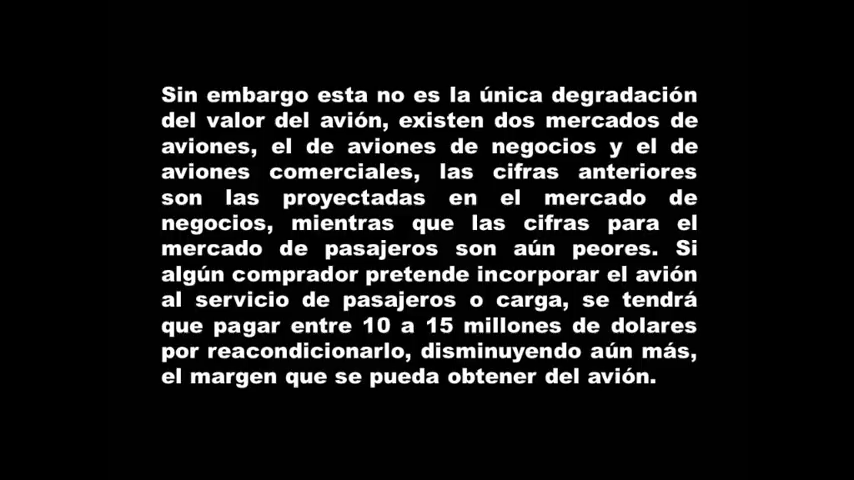 Sin embargo esta no es la única degradación
del valor del avión, existen dos mercados de
aviones, el de aviones de negocios y el de
aviones comerciales, las cifras anteriores
son las proyectadas en el mercado de
negocios, mientras que las cifras para el
mercado de pasajeros son aún peores. Si
algún comprador pretende incorporar el avión
al servicio de pasajeros o carga, se tendrá
que pagar entre 10 a 15 millones de dolares
por reacondicionarlo, disminuyendo aún más,
el margen que se pueda obtener del avión.